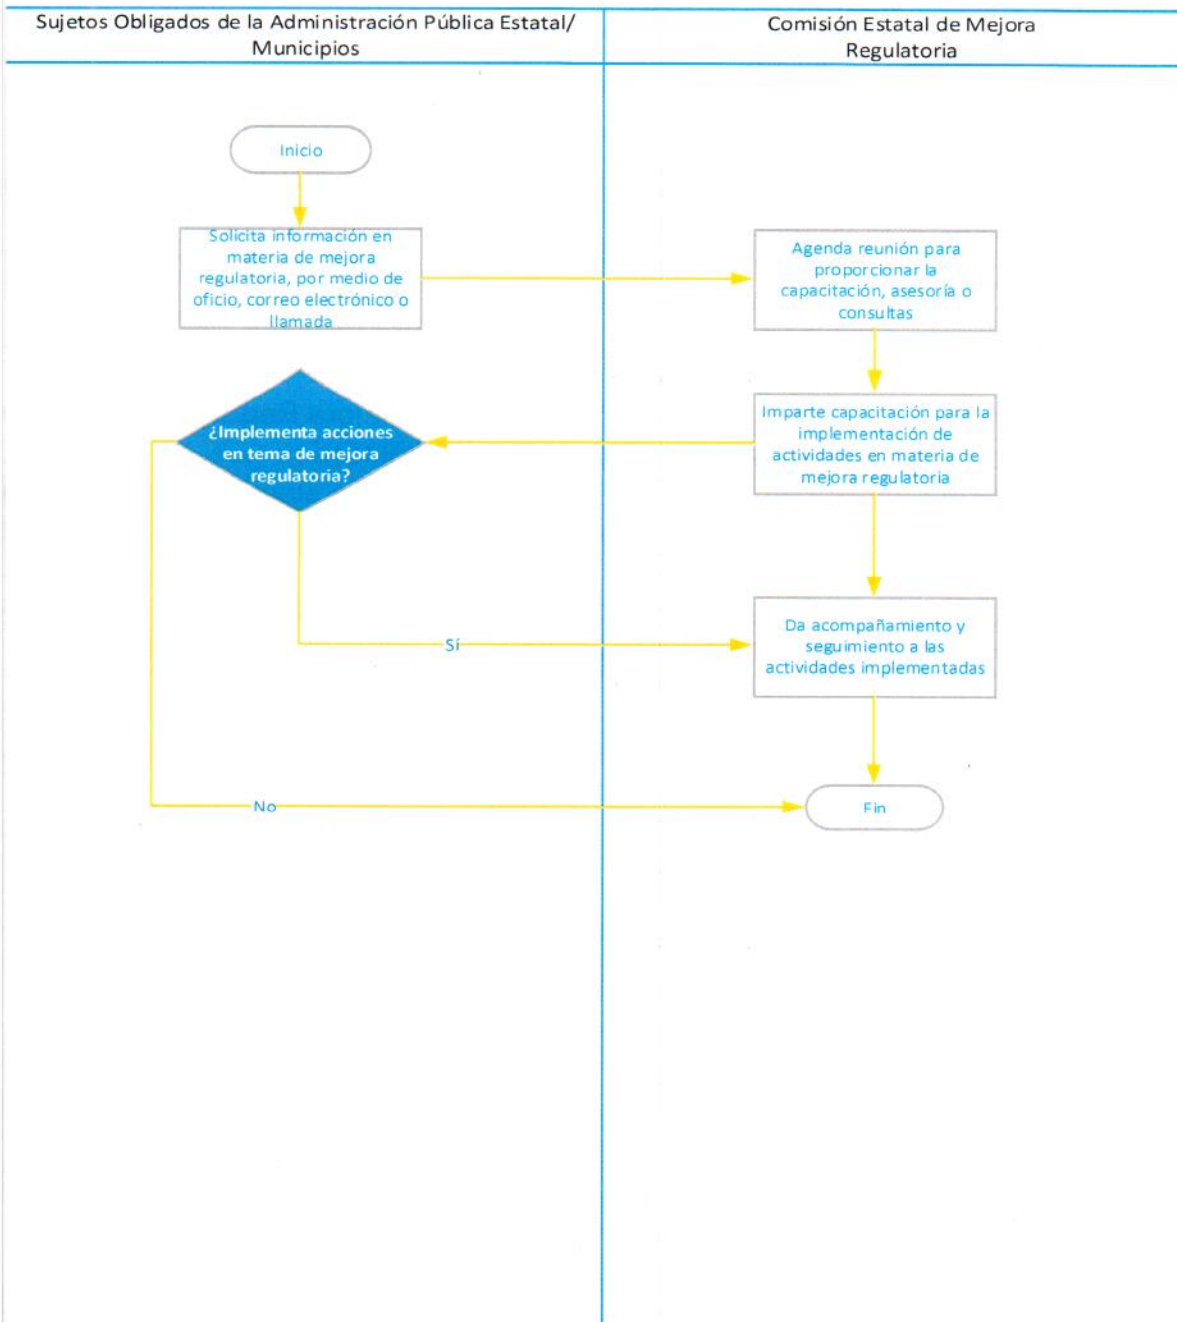 Sujetos Obligados de la Administración Pública Estatal/
Municipios
Comisión Estatal de Mejora
Regulatoria
Inicio
Solicita información en
materia de mejora
regulatoria, por medio de
oficio, correo electrónico o
llamada
Agenda reunión para
proporcionar la
capacitación, asesoría o
consultas
¿Implementa acciones
en tema de mejora
regulatoria?
Imparte capacitación para la
implementación de
actividades en materia de
mejora regulatoria
Sí
Da acompañamiento y
seguimiento a las
actividades implementadas
No
Fin